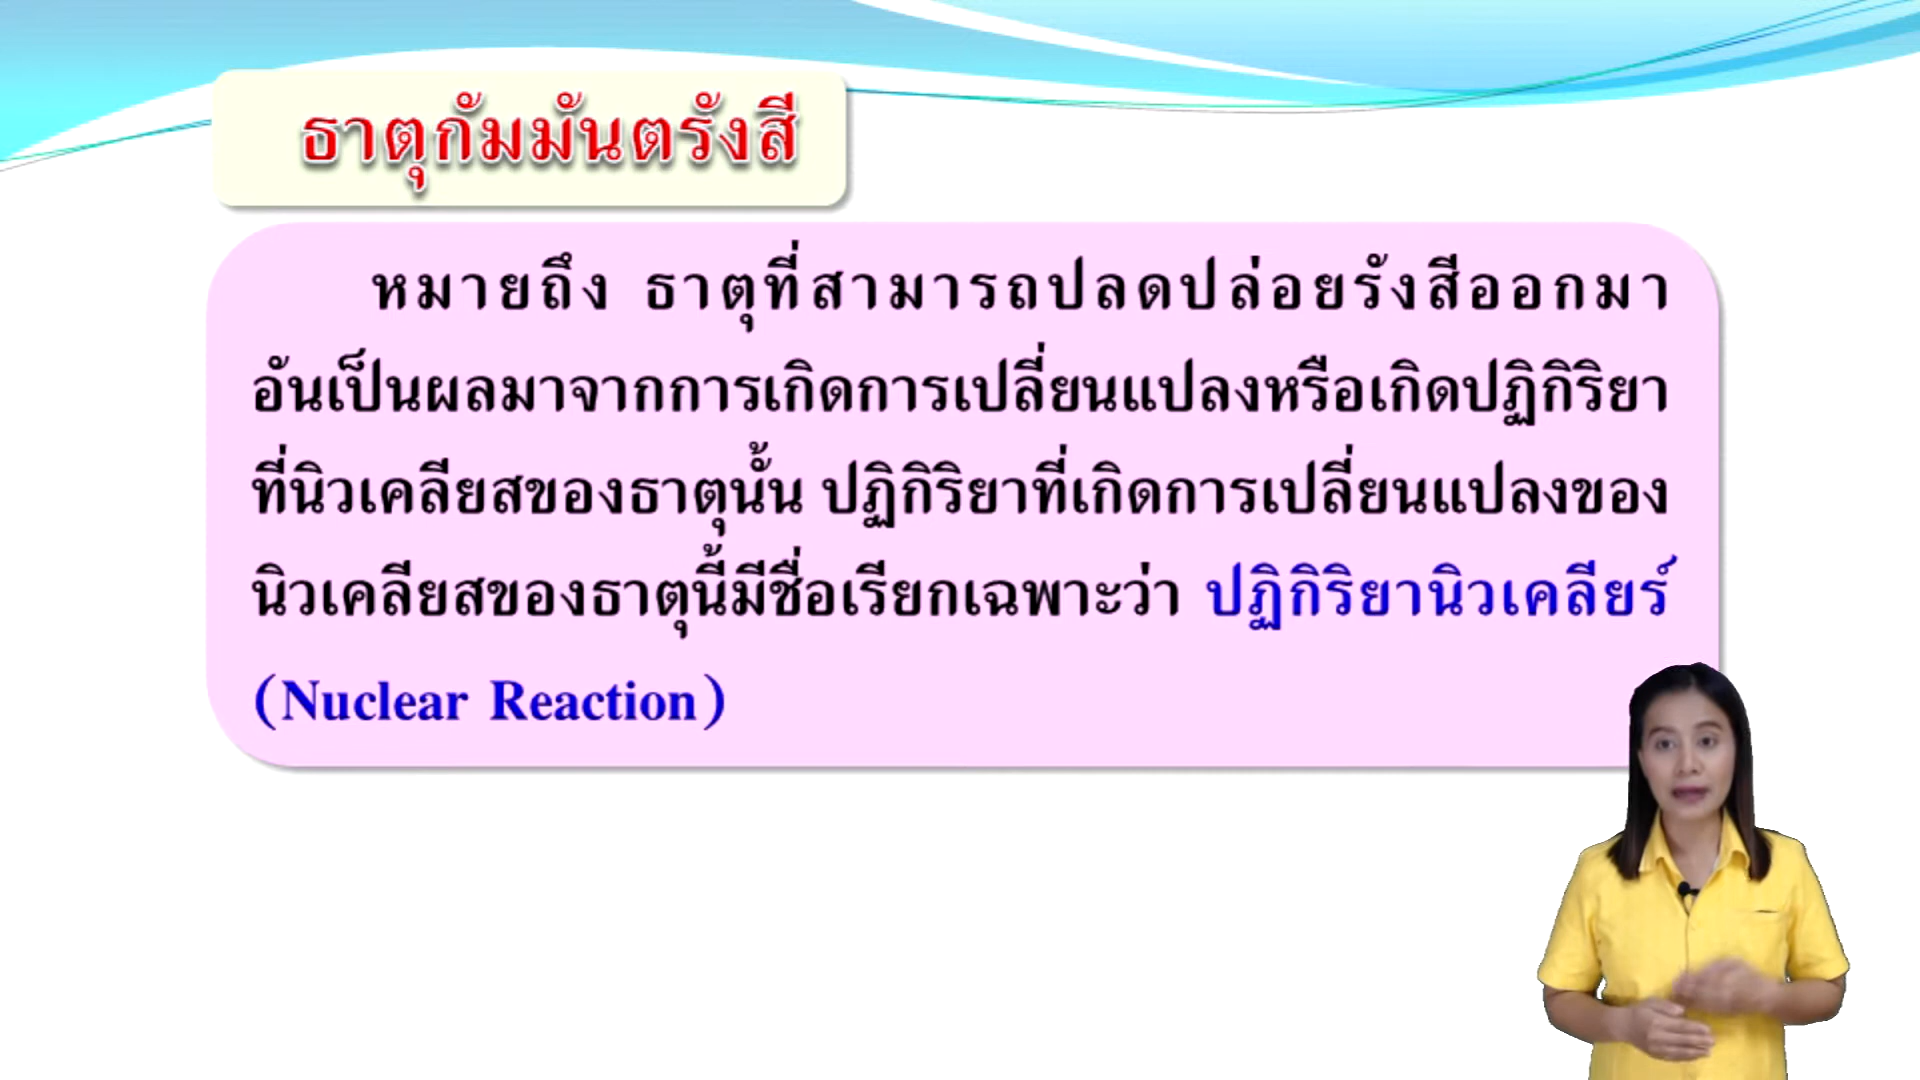 ธาตุกัมมันตรังสี
หมายถึง ธาตุที่สามารถปลดปล่อยรังสีออกมา
อันเป็นผลมาจากการเกิดการเปลี่ยนแปลงหรือเกิดปฏิกิริยา
ที่นิวเคลียสของธาตุนั้น ปฏิกิริยาที่เกิดการเปลี่ยนแปลงของ
นิวเคลียสของธาตุนี้มีชื่อเรียกเฉพาะว่า ปฏิกิริยานิวเคลียร์
(Nuclear Reaction)